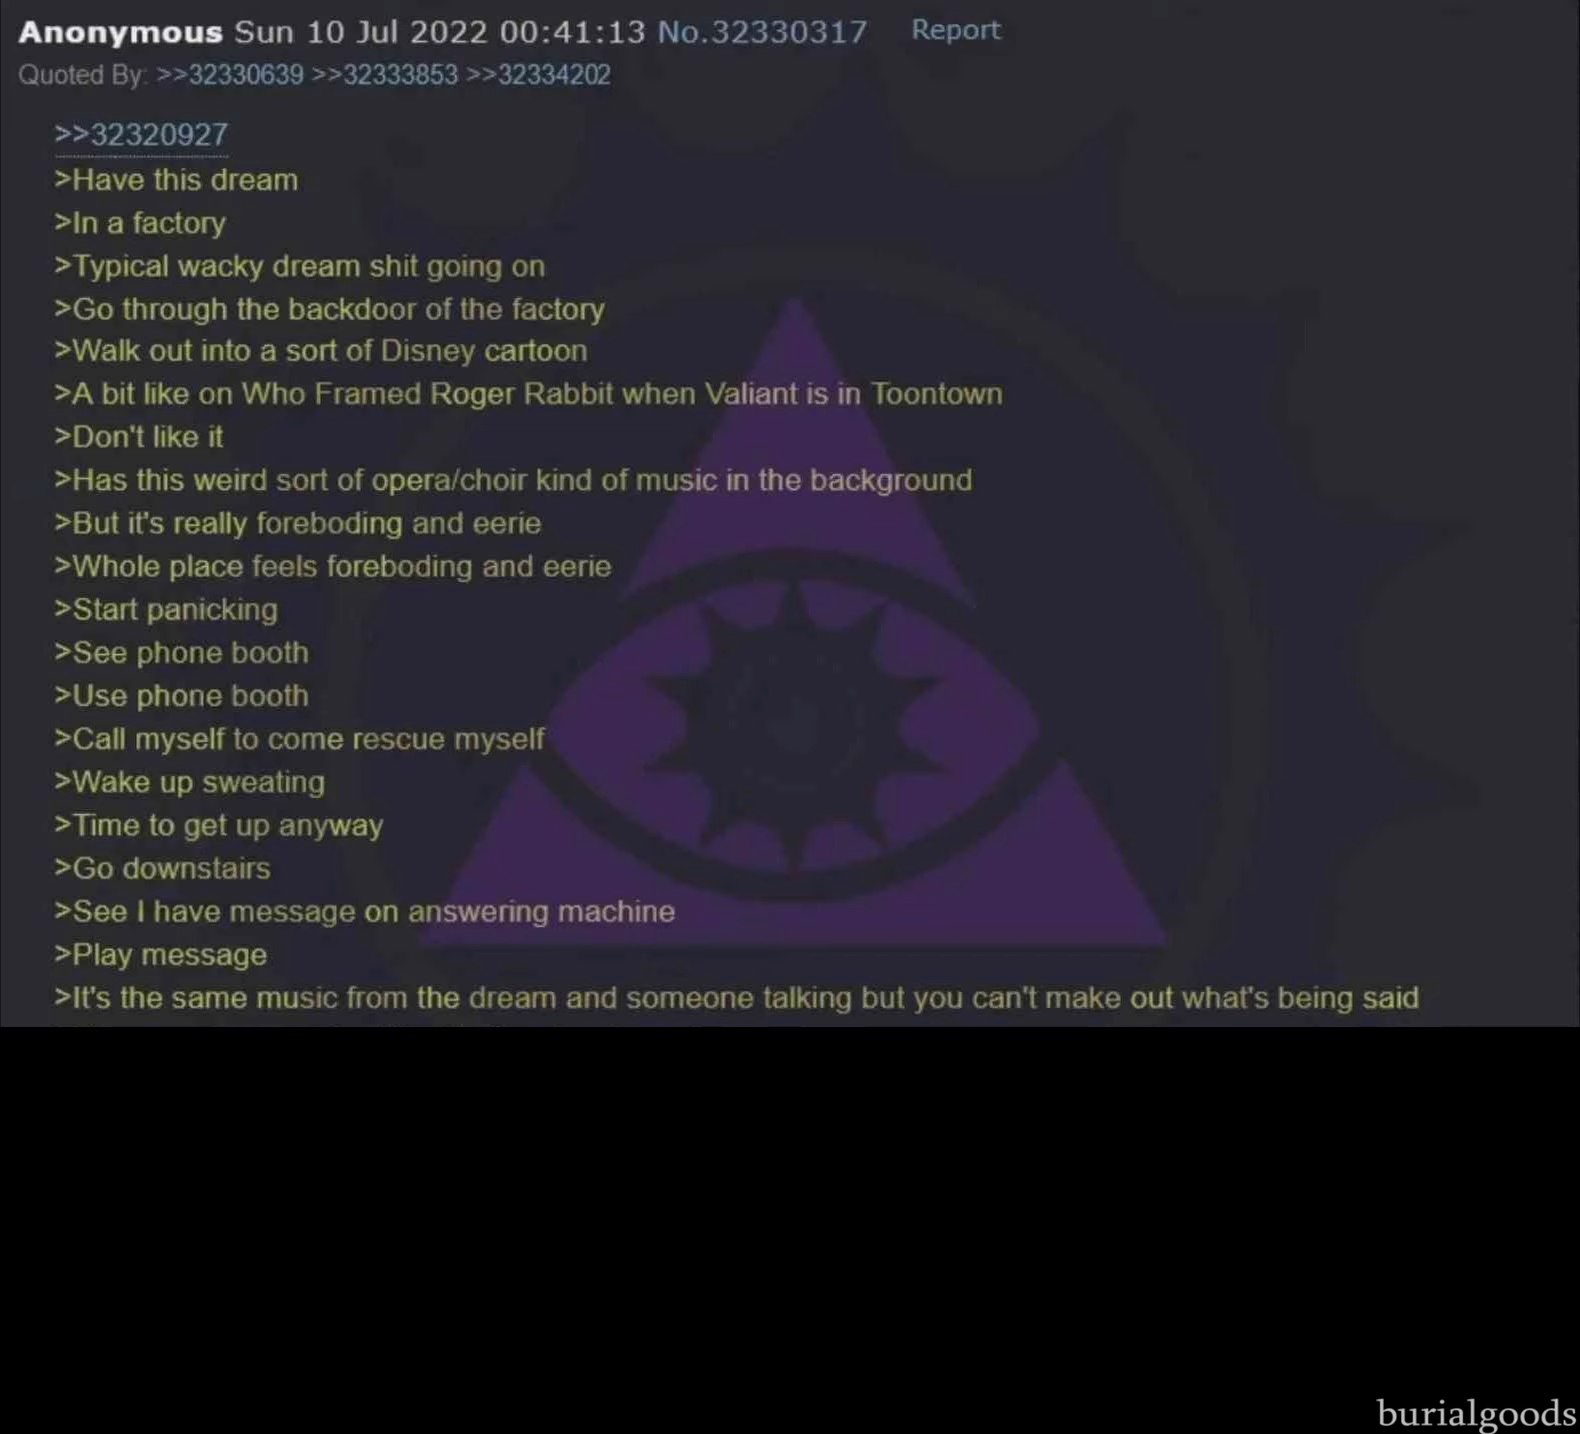 Anonymous Sun 10 Jul 2022 00:41:13 No.32330317 Report
Quoted By: >>32330639 >>32333853 >>32334202
>>32320927
>Have this dream
>In a factory
>Typical wacky dream shit going on
>Go through the backdoor of the factory
>Walk out into a sort of Disney cartoon
>A bit like on Who Framed Roger Rabbit when Valiant is in Toontown
>Don't like it
>Has this weird sort of opera/choir kind of music in the background
>But it's really foreboding and eerie
>Whole place feels foreboding and eerie
>Start panicking
>See phone booth
>Use phone booth
>Call myself to come rescue myself
>Wake up sweating
>Time to get up anyway
>Go downstairs
>See I have message on answering machine
>Play message
>It's the same music from the dream and someone talking but you can't make out what's being said
burialgoods